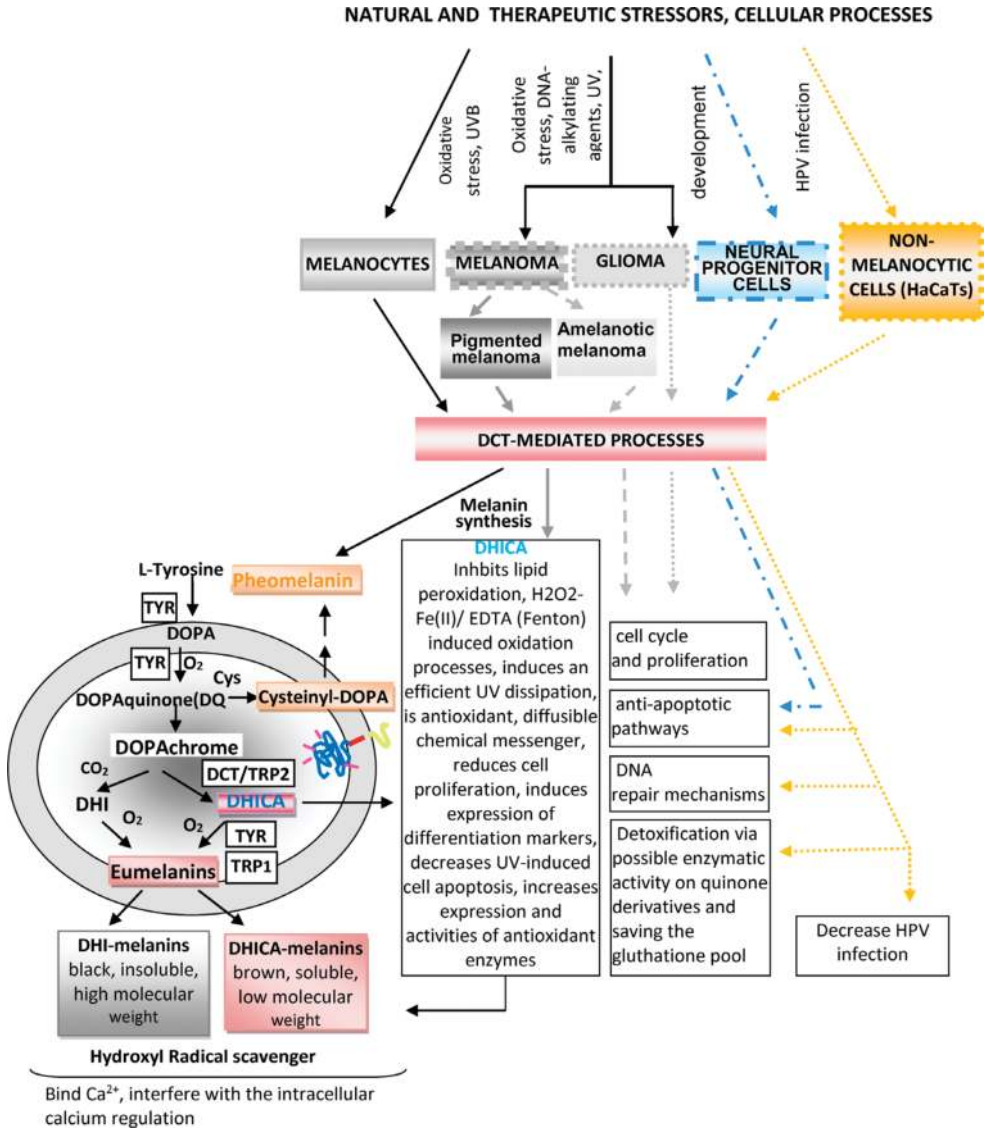 NATURAL AND THERAPEUTIC STRESSORS, CELLULAR PROCESSES
Oxidative
stress, UVB
Oxidative
stress, DNA-
alkylating
agents, UV,
development
HPV infection
MELANOCYTES
MELANOMA
GLIOMA
NEURAL
PROGENITOR
CELLS
NON-
MELANOCYTIC
CELLS (HaCaTs)
Pigmented
melanoma
Amelanotic
melanoma
DCT-MEDIATED PROCESSES
Melanin
synthesis
L-Tyrosine
Pheomelanin
TYR
DOPA
TYR
O2
Cys
DOPAquinone(DQ
Cysteinyl-DOPA
DOPAchrome
CO2
DCT/TRP2
DHI
DHICA
O2
O2
TYR
Eumelanins
TRP1
DHI-melanins
black, insoluble,
high molecular
weight
DHICA-melanins
brown, soluble,
low molecular
weight
Hydroxyl Radical scavenger
Bind Ca²⁺, interfere with the intracellular
calcium regulation
DHICA
Inhbits lipid
peroxidation, H2O2-
Fe(II)/ EDTA (Fenton)
induced oxidation
processes, induces an
efficient UV dissipation,
is antioxidant, diffusible
chemical messenger,
reduces cell
proliferation, induces
expression of
differentiation markers,
decreases UV-induced
cell apoptosis, increases
expression and
activities of antioxidant
enzymes
cell cycle
and proliferation
anti-apoptotic
pathways
DNA
repair mechanisms
Detoxification via
possible enzymatic
activity on quinone
derivatives and
saving the
gluthatione pool
Decrease HPV
infection